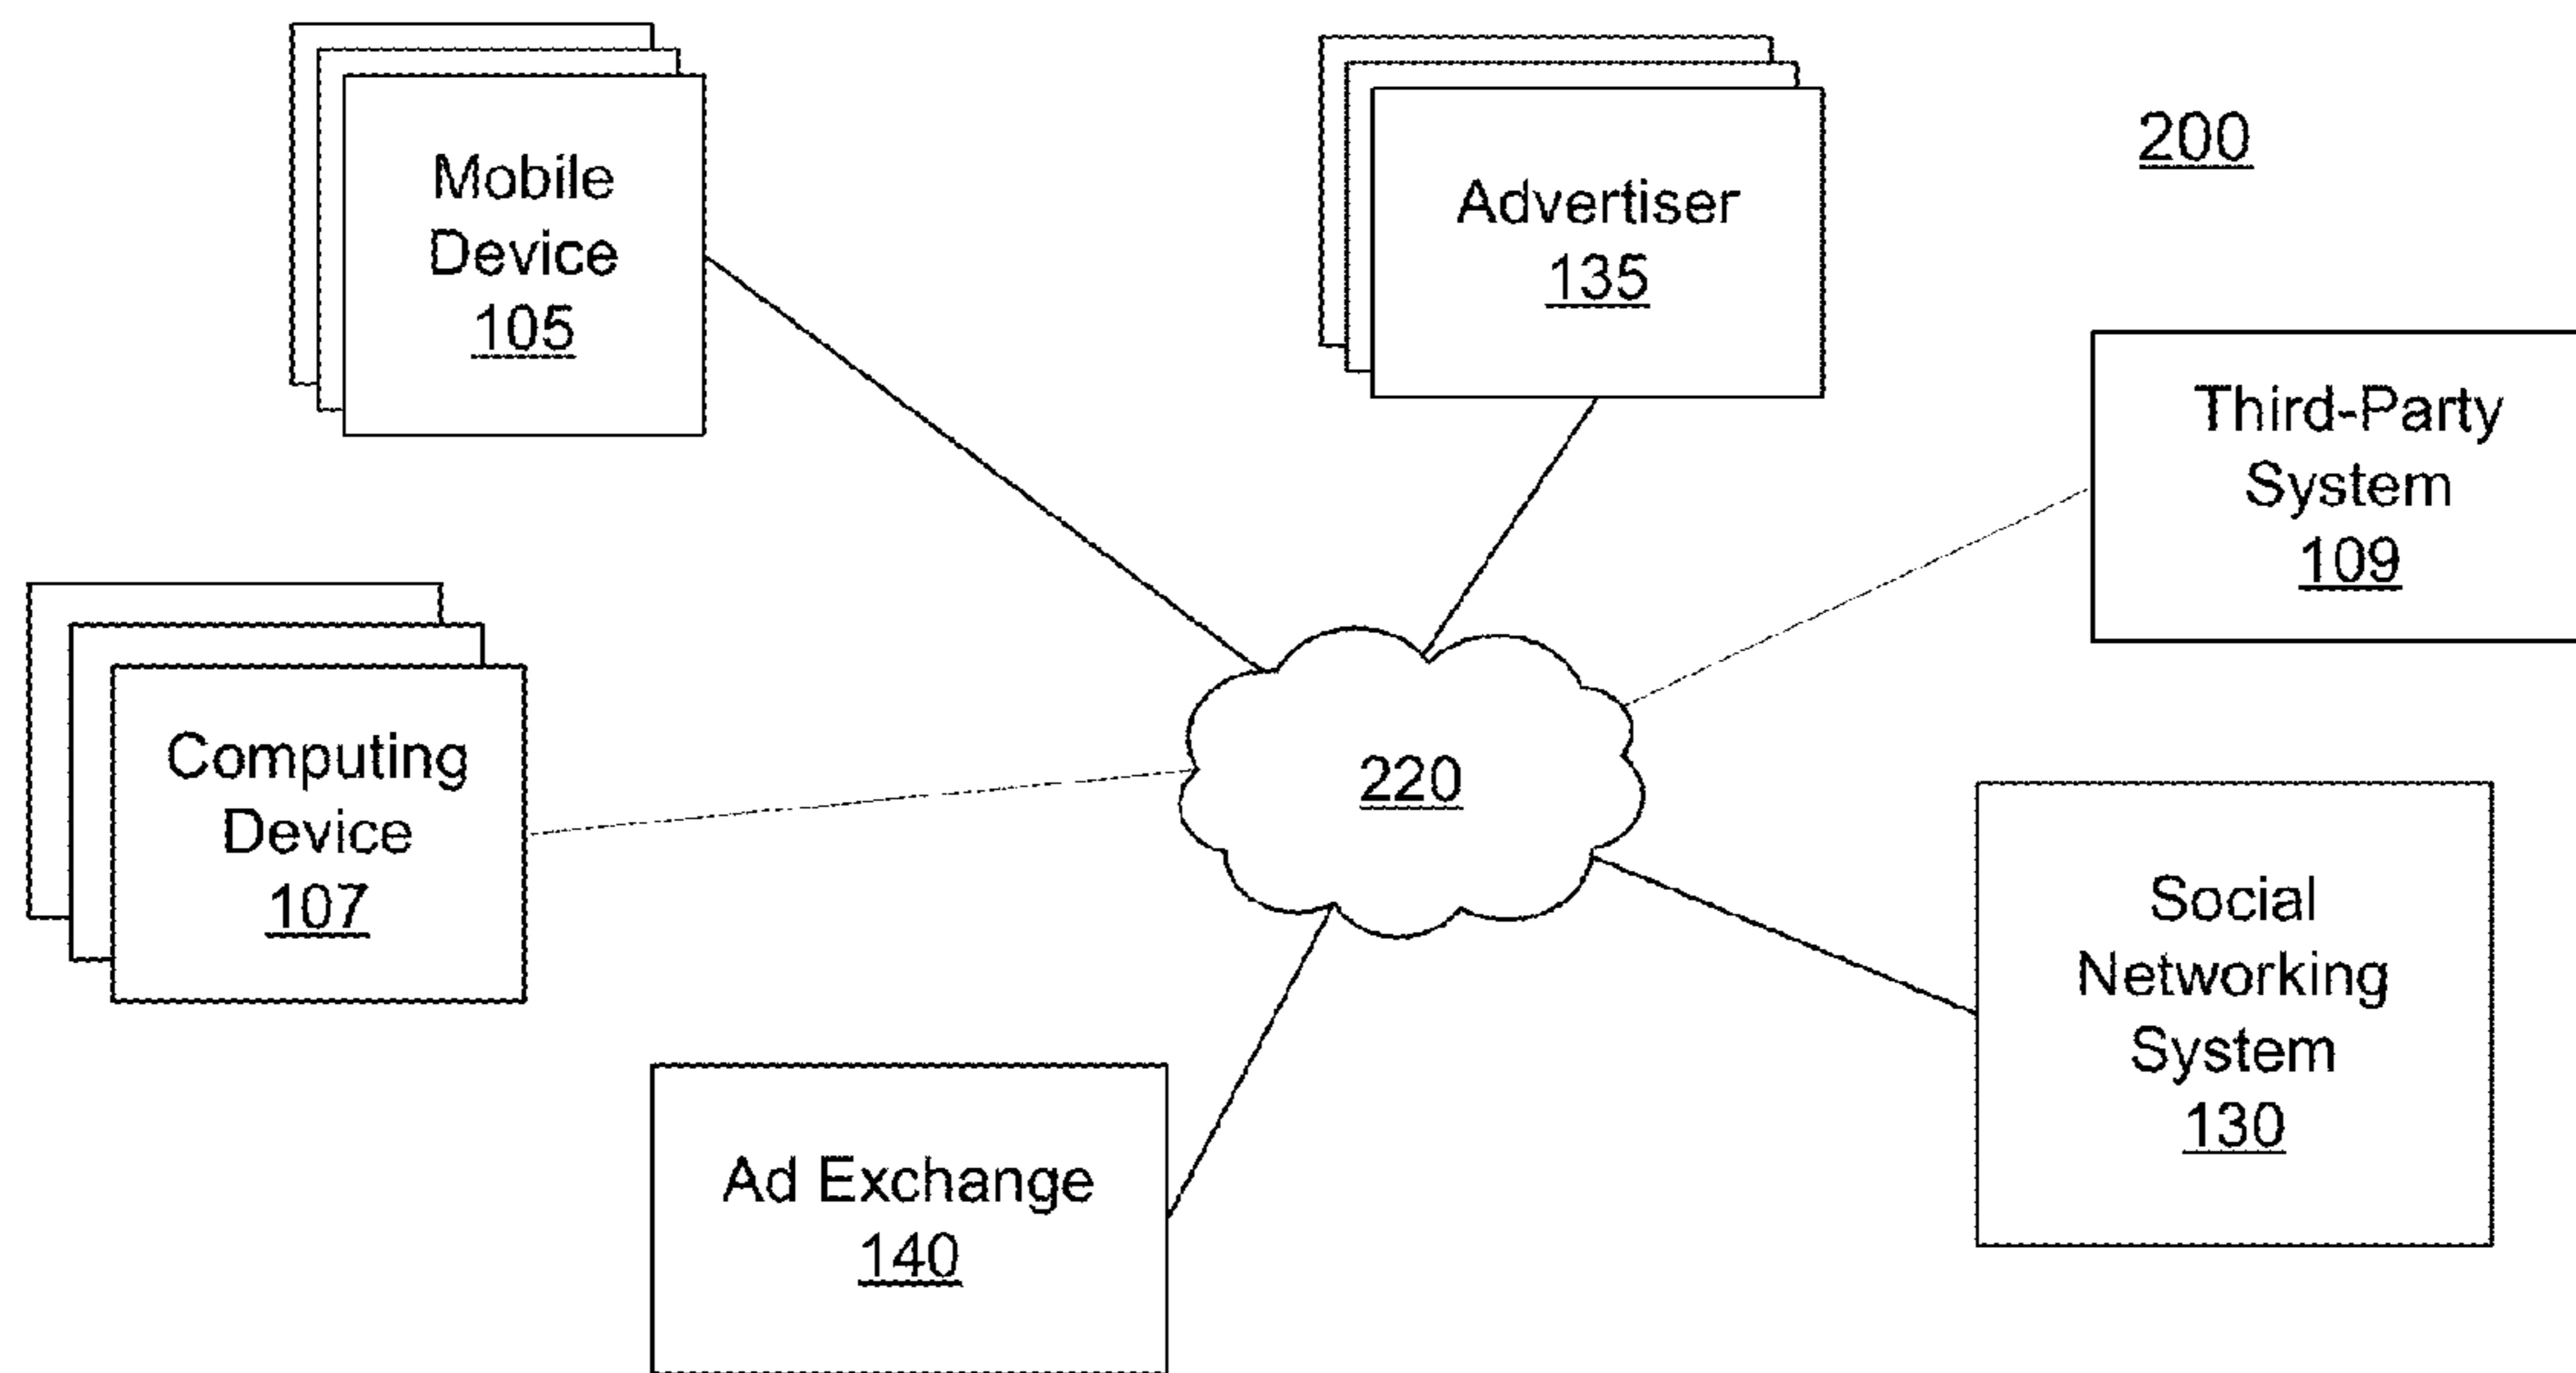 Mobile
Device
105
Advertiser
135
200
Third-Party
System
109
Computing
Device
107
220
Social
Networking
System
130
Ad Exchange
140